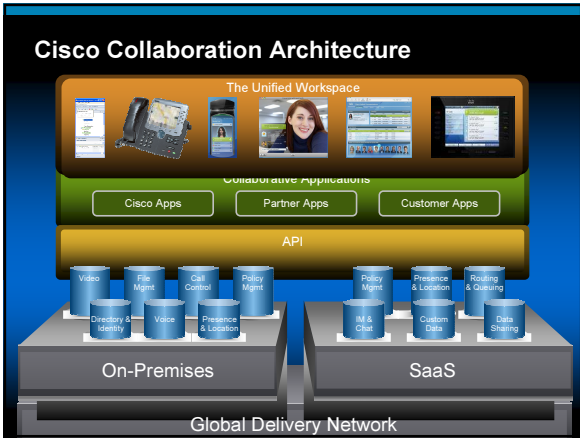 Cisco Collaboration Architecture
The Unified Workspace
Collaborative Applications
Cisco Apps
Partner Apps
Customer Apps
API
Video
File
Mgmt
Call
Control
Policy
Mgmt
Directory &
Identity
Voice
Presence
& Location
Policy
Mgmt
Presence
& Location
Routing
& Queuing
IM &
Chat
Custom
Data
Data
Sharing
On-Premises
SaaS
Global Delivery Network